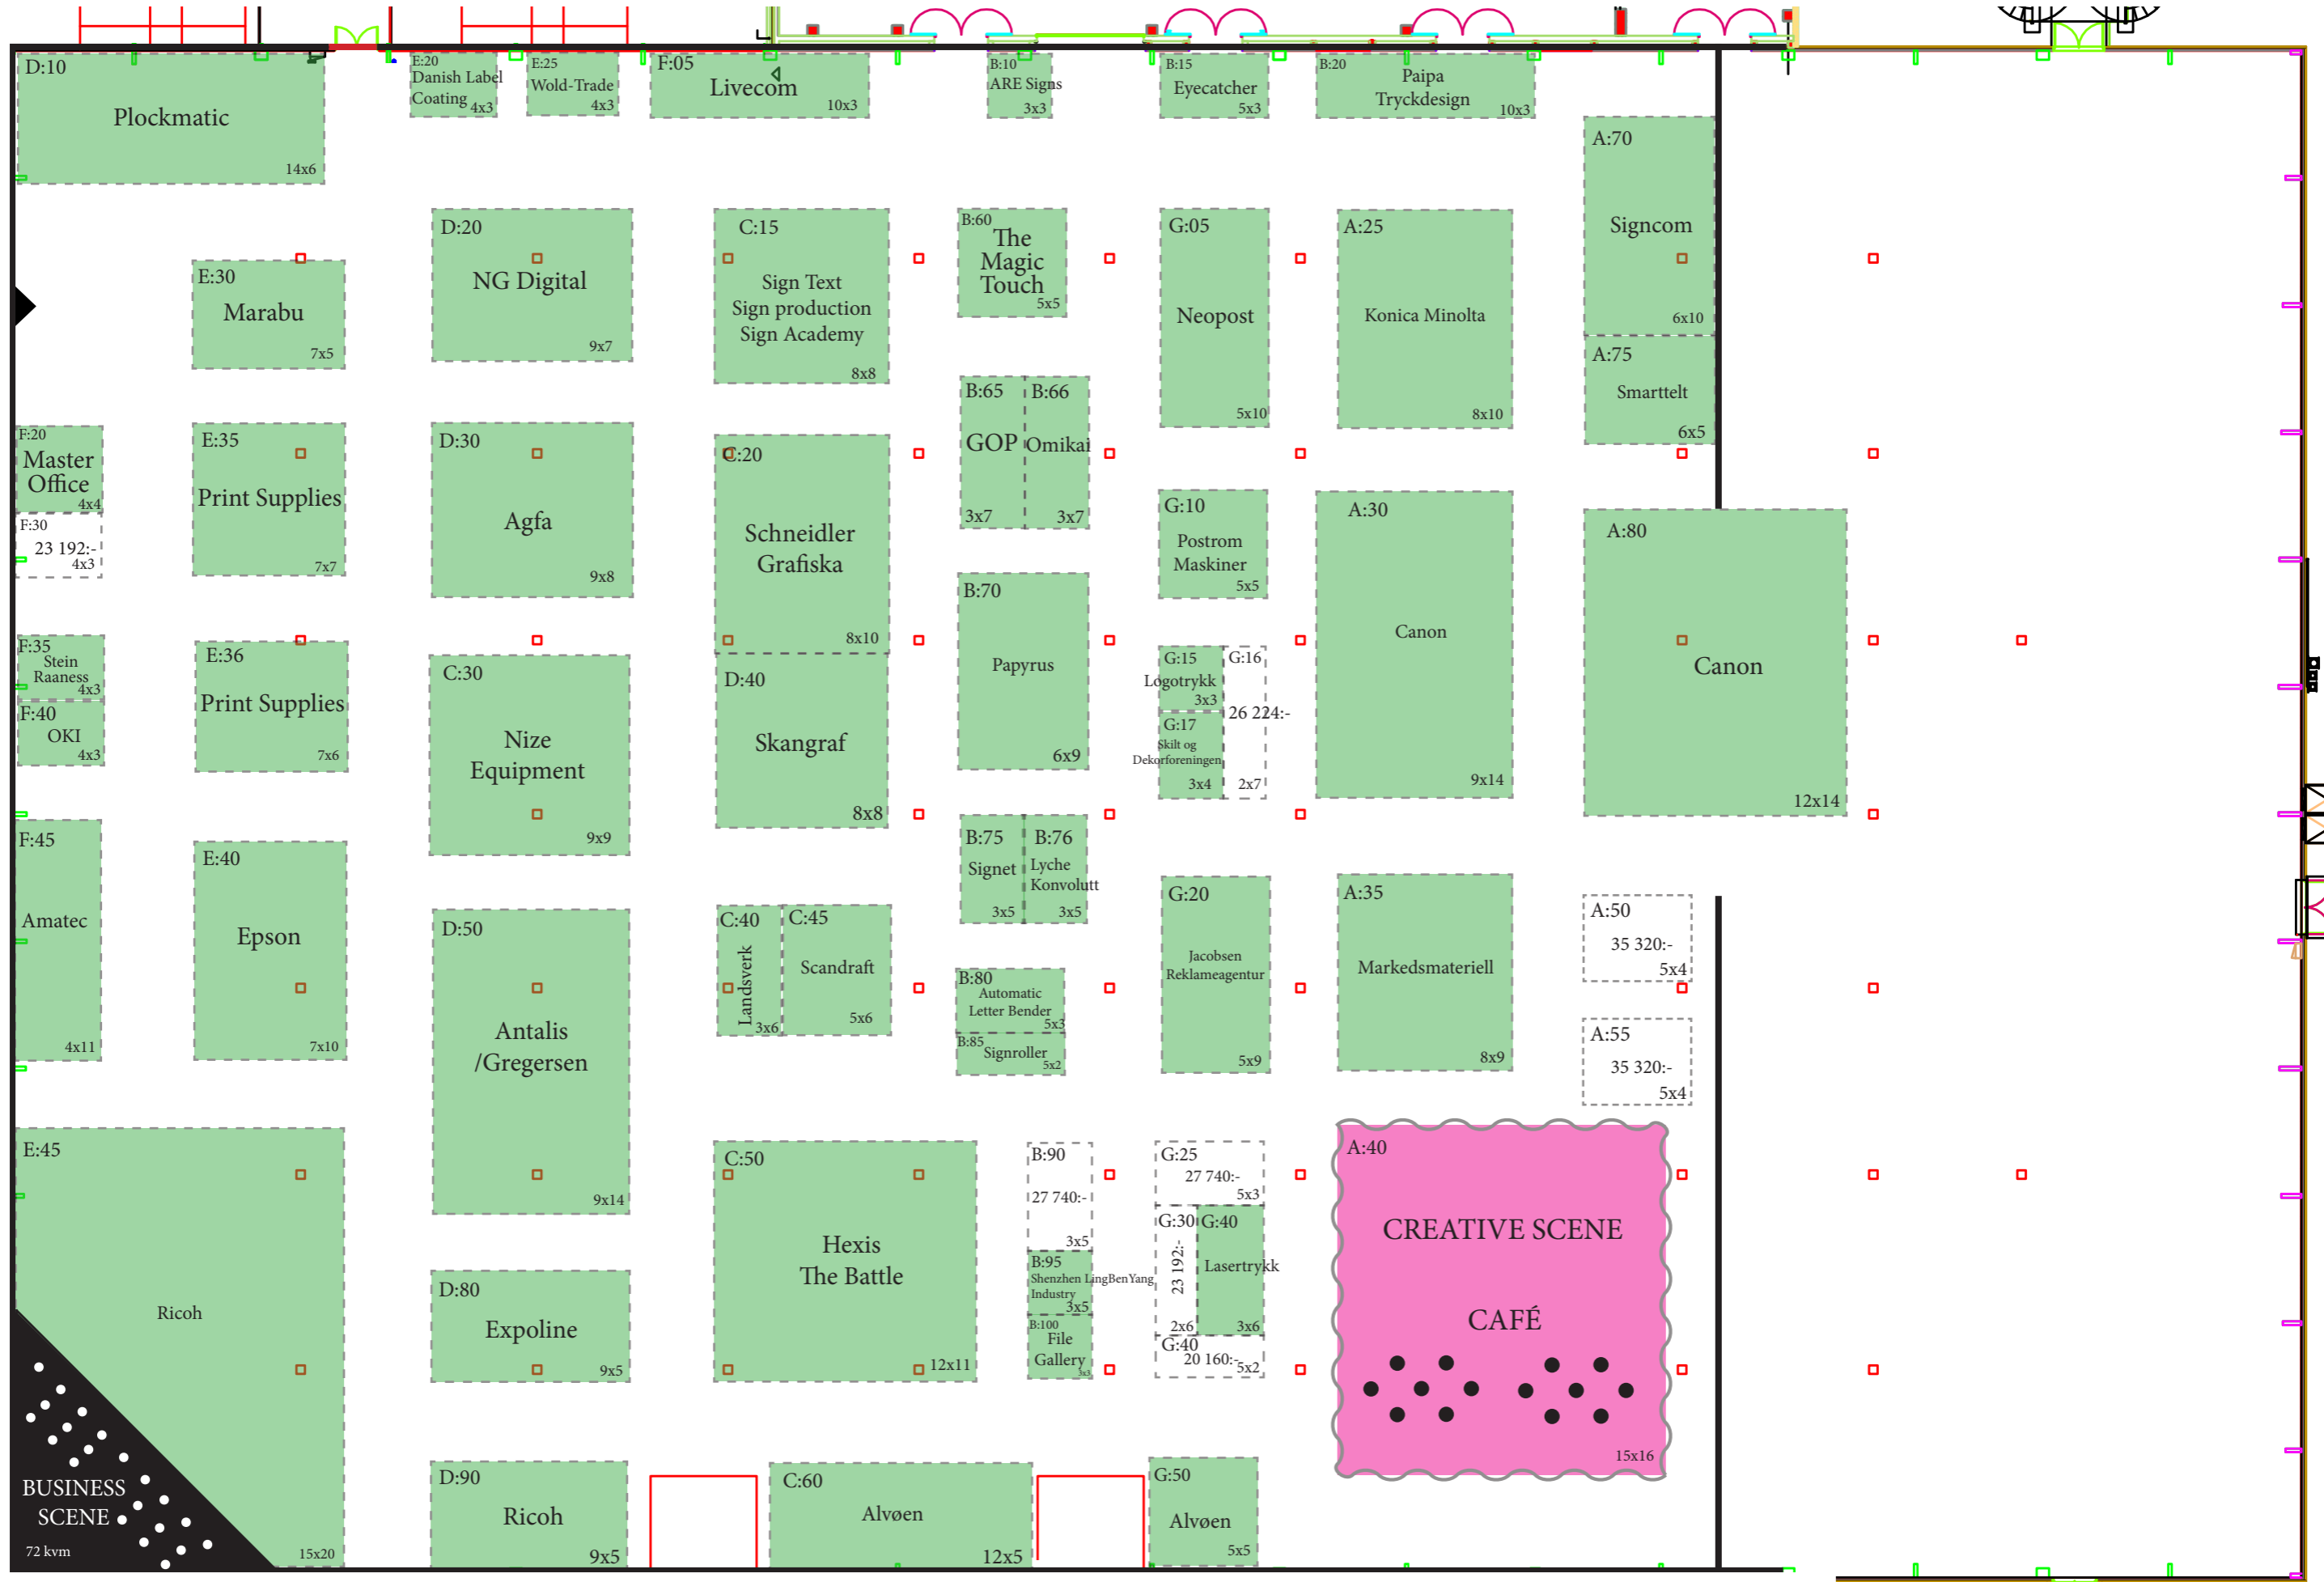 D:10
Plockmatic
14x6
E:20
Danish Label
Coating 4x3
E:25
Wold-Trade
4x3
F:05
Livecom
10x3
B:10
ARE Signs
3x3
B:15
Eyecatcher
5x3
B:20
Paipa
Tryckdesign
10x3
A:70
Signcom
6x10
A:75
Smarttelt
6x5
E:30
Marabu
7x5
D:20
NG Digital
9x7
C:15
Sign Text
Sign production
Sign Academy
8x8
B:60
The
Magic
Touch
5x5
G:05
Neopost
5x10
A:25
Konica Minolta
8x10
F:20
Master
Office
4x4
F:30
23 192:-
4x3
E:35
Print Supplies
7x7
D:30
Agfa
9x8
C:20
Schneidler
Grafiska
8x10
B:65
GOP
3x7
B:66
Omikai
3x7
G:10
Postrom
Maskiner
5x5
A:30
Canon
9x14
A:80
Canon
12x14
F:35
Stein
Raaness
4x3
F:40
OKI
4x3
E:36
Print Supplies
7x6
C:30
Nize
Equipment
9x9
D:40
Skangraf
8x8
B:70
Papyrus
6x9
G:15
Logotrykk
3x3
G:16
26 224:-
2x7
G:17
Skilt og
Dekorforeningen
3x4
F:45
Amatec
4x11
E:40
Epson
7x10
D:50
Antalis
/Gregersen
9x14
C:40
Landsverk
3x6
C:45
Scandraft
5x6
B:75
Signet
3x5
B:76
Lyche
Konvolutt
3x5
B:80
Automatic
Letter Bender
5x3
B:85
Signroller
5x2
G:20
Jacobsen
Reklameagentur
5x9
A:35
Markedsmateriell
8x9
A:50
35 320:-
5x4
A:55
35 320:-
5x4
E:45
Ricoh
15x20
BUSINESS
SCENE
72 kvm
D:80
Expoline
9x5
C:50
Hexis
The Battle
12x11
B:90
27 740:-
3x5
B:95
Shenzhen LingBenYang
Industry
3x5
B:100
File
Gallery
3x3
G:25
27 740:-
5x3
G:30
23 192:-
2x6
G:40
Lasertrykk
3x6
G:40
20 160:-
5x2
A:40
CREATIVE SCENE
CAFÉ
15x16
D:90
Ricoh
9x5
C:60
Alvøen
12x5
G:50
Alvøen
5x5